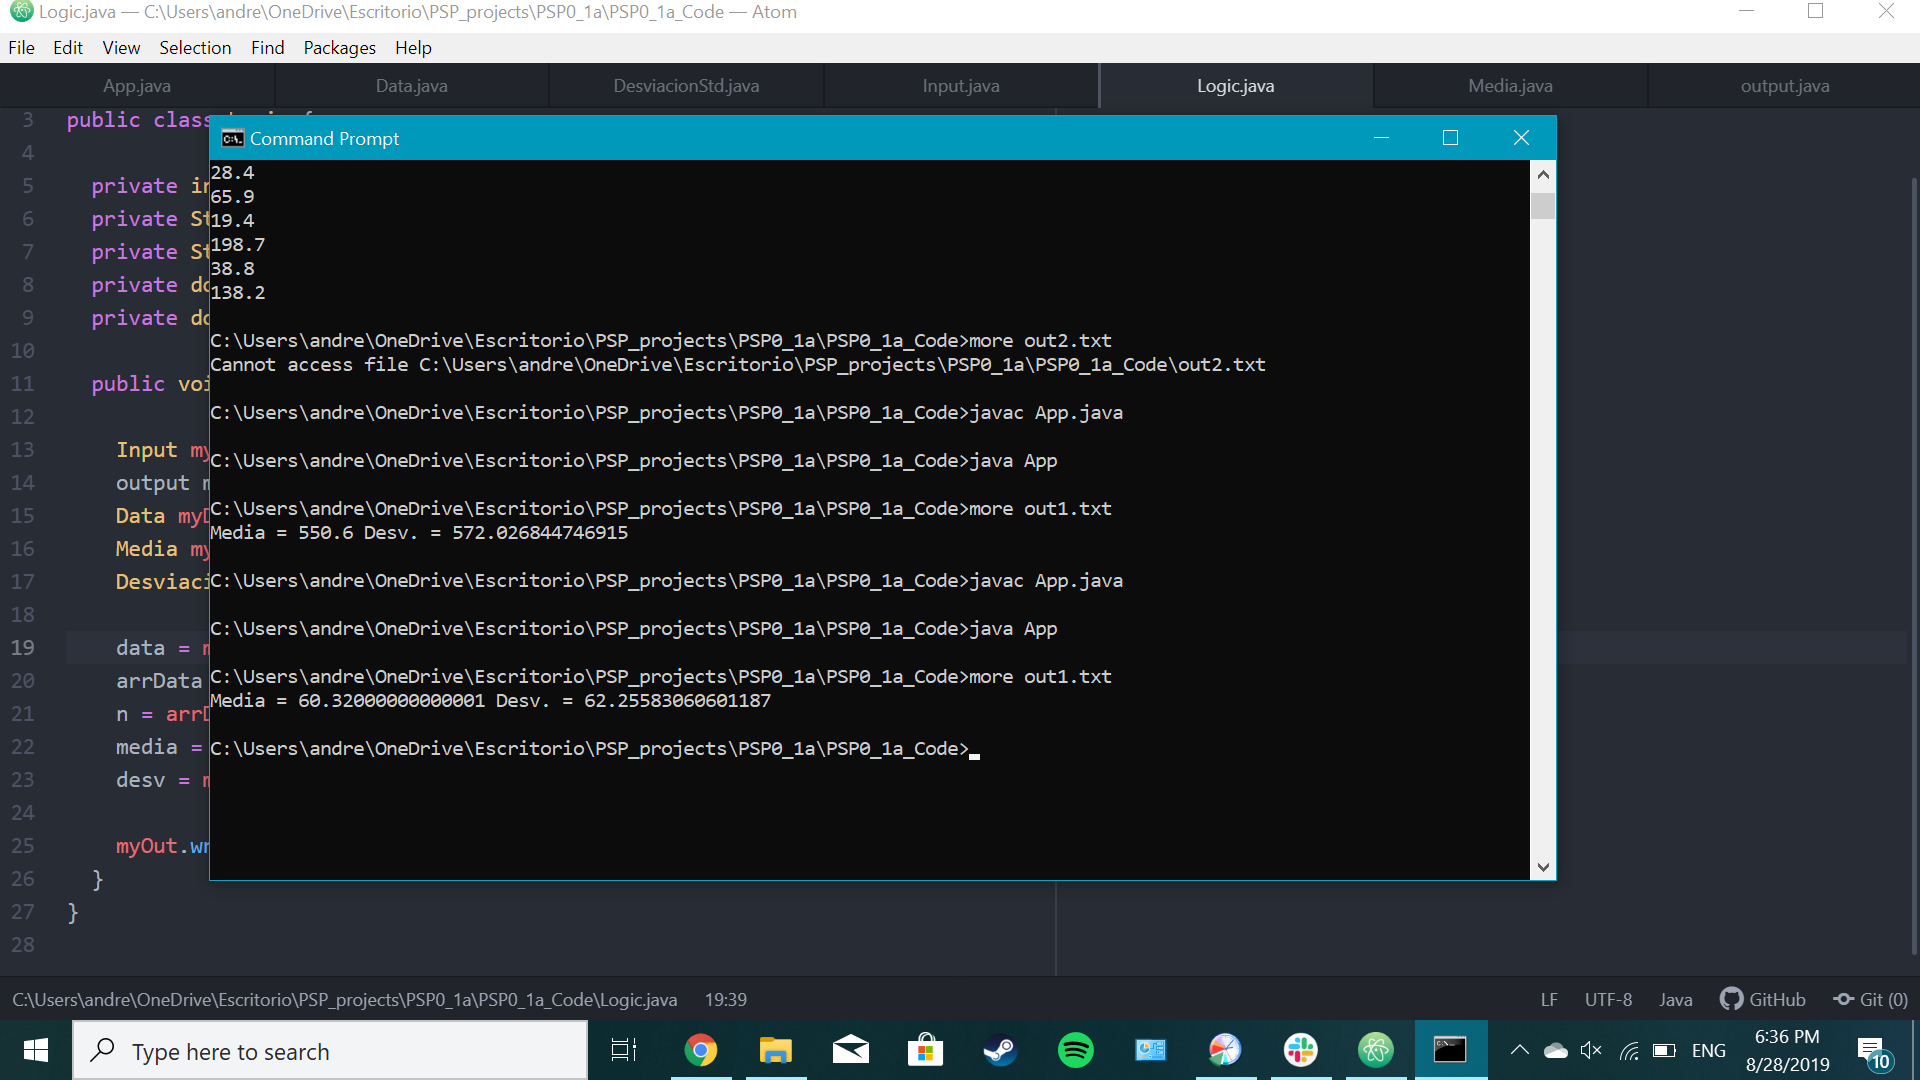 Logic.java — C:\Users\andre\OneDrive\Escritorio\PSP_projects\PSP0_1a\PSP0_1a_Code — Atom
File Edit View Selection Find Packages Help
App.java Data.java DesviacionStd.java Input.java Logic.java Media.java output.java
3 public class
4
5 private
6 private
7 private
8 private
9 private
10
11 public
12
13 Input
14 output
15 Data
16 Media
17
18
19 data =
20 arrData
21 n =
22 media =
23 desv =
24
25 myOut.
26 }
27 }
28
Command Prompt
28.4
65.9
19.4
198.7
38.8
138.2
C:\Users\andre\OneDrive\Escritorio\PSP_projects\PSP0_1a\PSP0_1a_Code>more out2.txt
Cannot access file C:\Users\andre\OneDrive\Escritorio\PSP_projects\PSP0_1a\PSP0_1a_Code\out2.txt
C:\Users\andre\OneDrive\Escritorio\PSP_projects\PSP0_1a\PSP0_1a_Code>javac App.java
C:\Users\andre\OneDrive\Escritorio\PSP_projects\PSP0_1a\PSP0_1a_Code>java App
C:\Users\andre\OneDrive\Escritorio\PSP_projects\PSP0_1a\PSP0_1a_Code>more out1.txt
Media = 550.6 Desv. = 572.026844746915
C:\Users\andre\OneDrive\Escritorio\PSP_projects\PSP0_1a\PSP0_1a_Code>javac App.java
C:\Users\andre\OneDrive\Escritorio\PSP_projects\PSP0_1a\PSP0_1a_Code>java App
C:\Users\andre\OneDrive\Escritorio\PSP_projects\PSP0_1a\PSP0_1a_Code>more out1.txt
Media = 60.32000000000001 Desv. = 62.25583060601187
C:\Users\andre\OneDrive\Escritorio\PSP_projects\PSP0_1a\PSP0_1a_Code>
C:\Users\andre\OneDrive\Escritorio\PSP_projects\PSP0_1a\PSP0_1a_Code\Logic.java 19:39 LF UTF-8 Java GitHub Git (0)
Type here to search
ENG
6:36 PM
8/28/2019
10